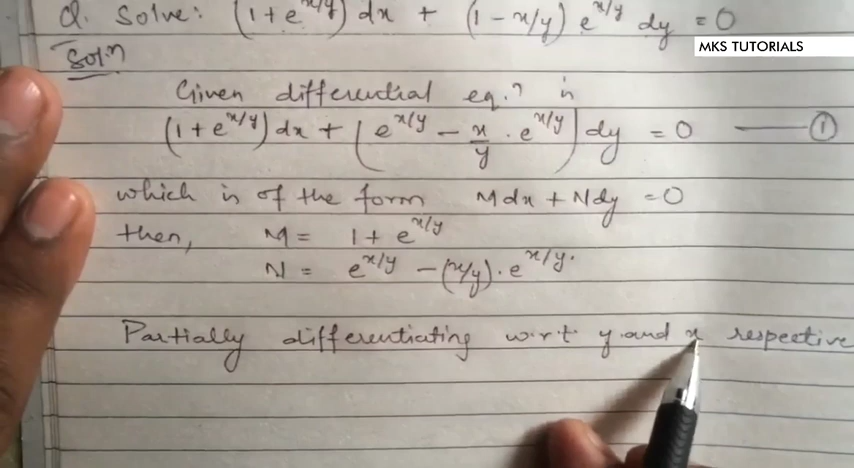 Q. Solve: (1 + e^x/y) dx + (1 - x/y) e^x/y dy = 0
MKS TUTORIALS
Sol.n
Given differential eq.n is
(1 + e^x/y) dx + (e^x/y - x/y . e^x/y) dy = 0 —— ①
which is of the form Mdx + Ndy = 0
then, M = 1 + e^x/y
N = e^x/y - (x/y) . e^x/y.
Partially differentiating w.r.t. y and x respective